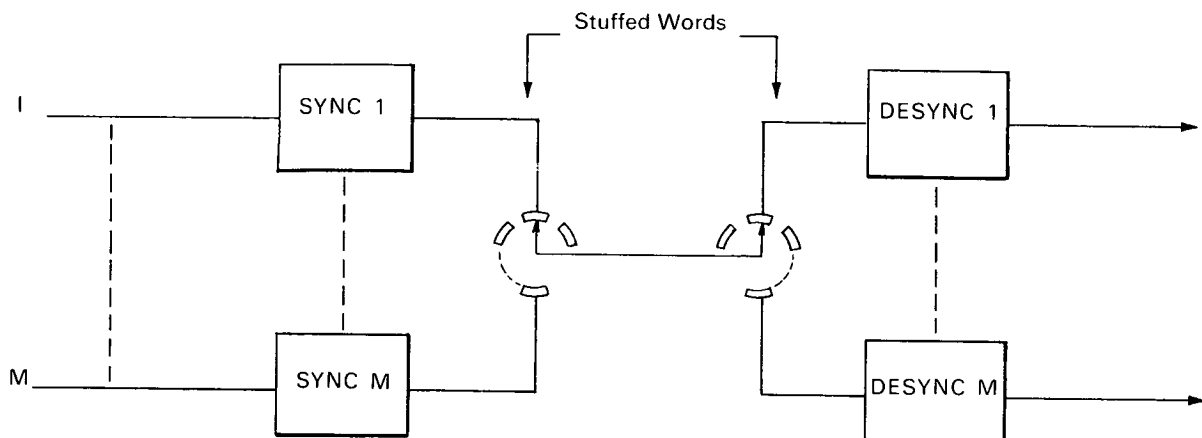 Stuffed Words
I
SYNC 1
DESYNC 1
M
SYNC M
DESYNC M